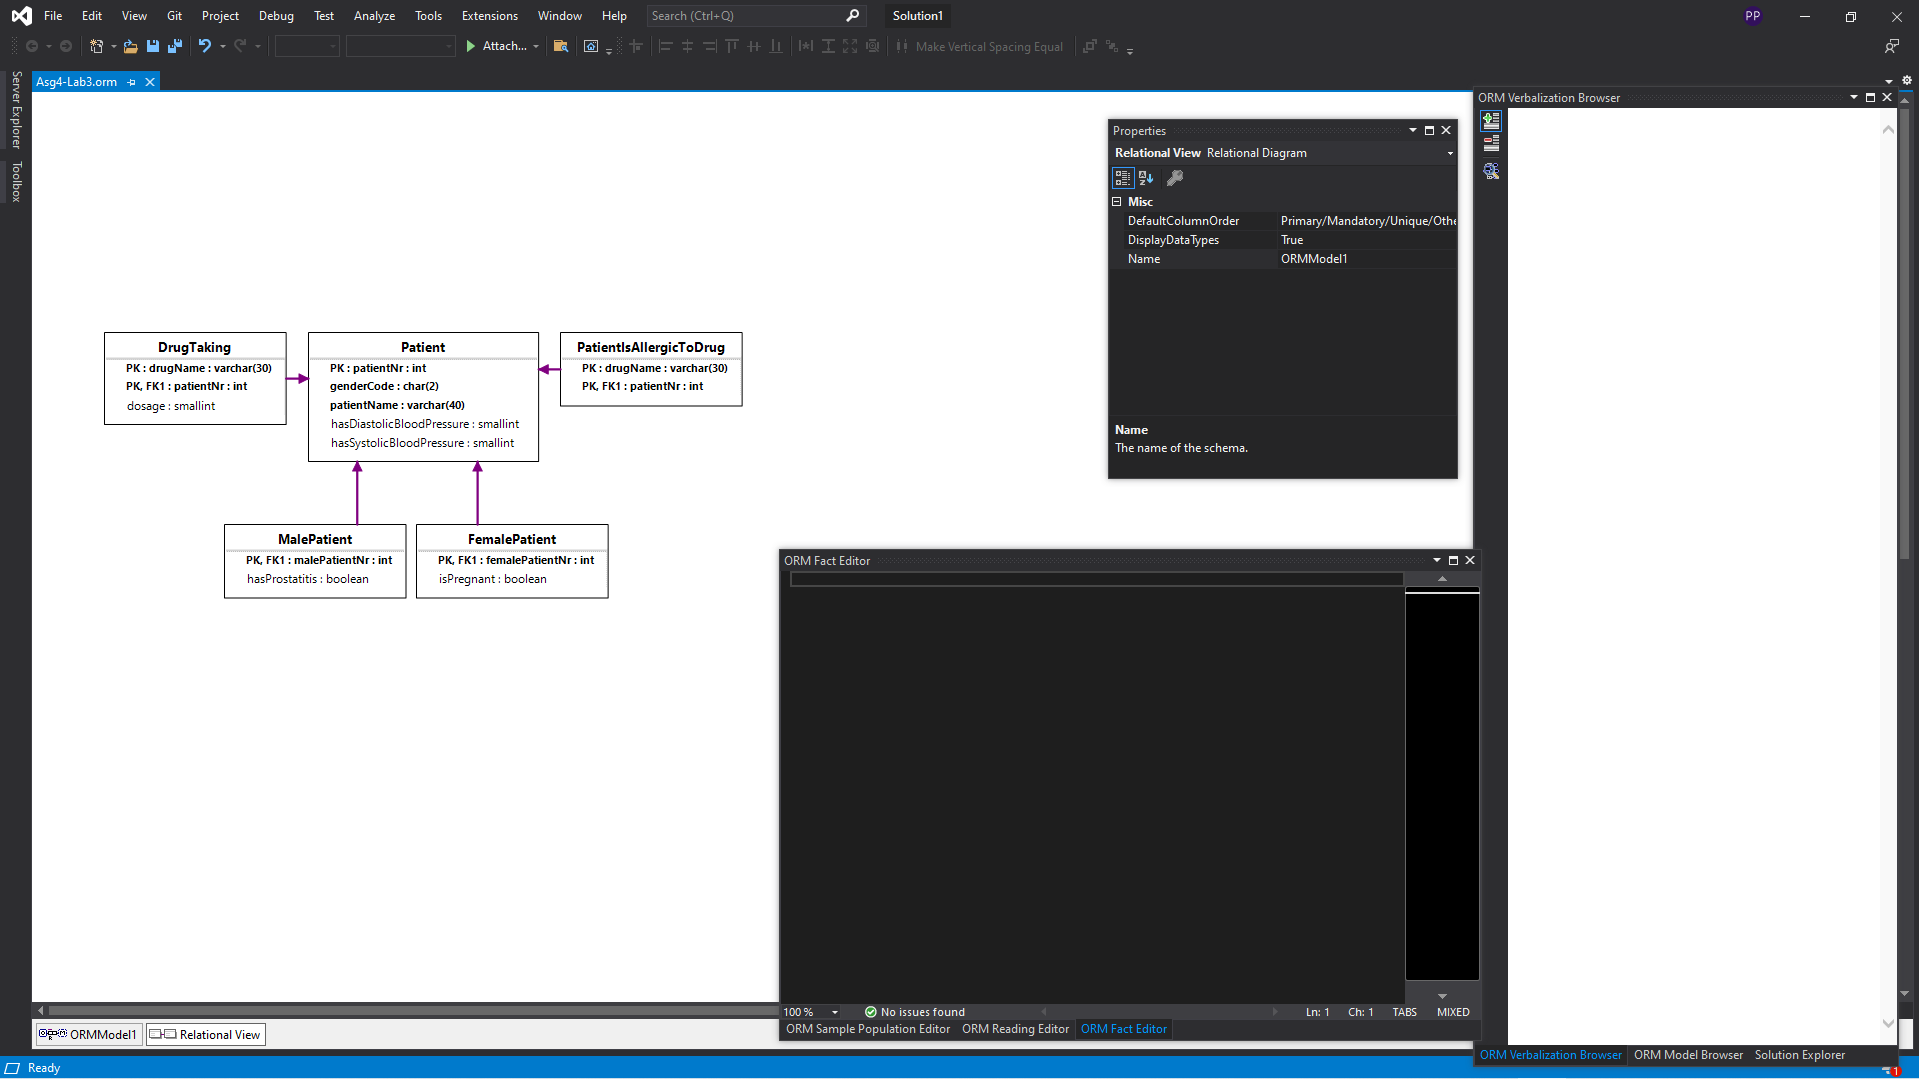 File Edit View Git Project Debug Test Analyze Tools Extensions Window Help Search (Ctrl+Q) Solution1 PP
Attach... Make Vertical Spacing Equal
Server Explorer
Toolbox
Asg4-Lab3.orm
DrugTaking
PK : drugName : varchar(30)
PK, FK1 : patientNr : int
dosage : smallint
Patient
PK : patientNr : int
genderCode : char(2)
patientName : varchar(40)
hasDiastolicBloodPressure : smallint
hasSystolicBloodPressure : smallint
PatientIsAllergicToDrug
PK : drugName : varchar(30)
PK, FK1 : patientNr : int
MalePatient
PK, FK1 : malePatientNr : int
hasProstatitis : boolean
FemalePatient
PK, FK1 : femalePatientNr : int
isPregnant : boolean
Properties
Relational View Relational Diagram
Misc
DefaultColumnOrder Primary/Mandatory/Unique/Othe
DisplayDataTypes True
Name ORMModel1
Name
The name of the schema.
ORM Fact Editor
100 % No issues found Ln: 1 Ch: 1 TABS MIXED
ORM Sample Population Editor ORM Reading Editor ORM Fact Editor
ORM Verbalization Browser
ORM Verbalization Browser ORM Model Browser Solution Explorer
ORMModel1 Relational View
Ready 1